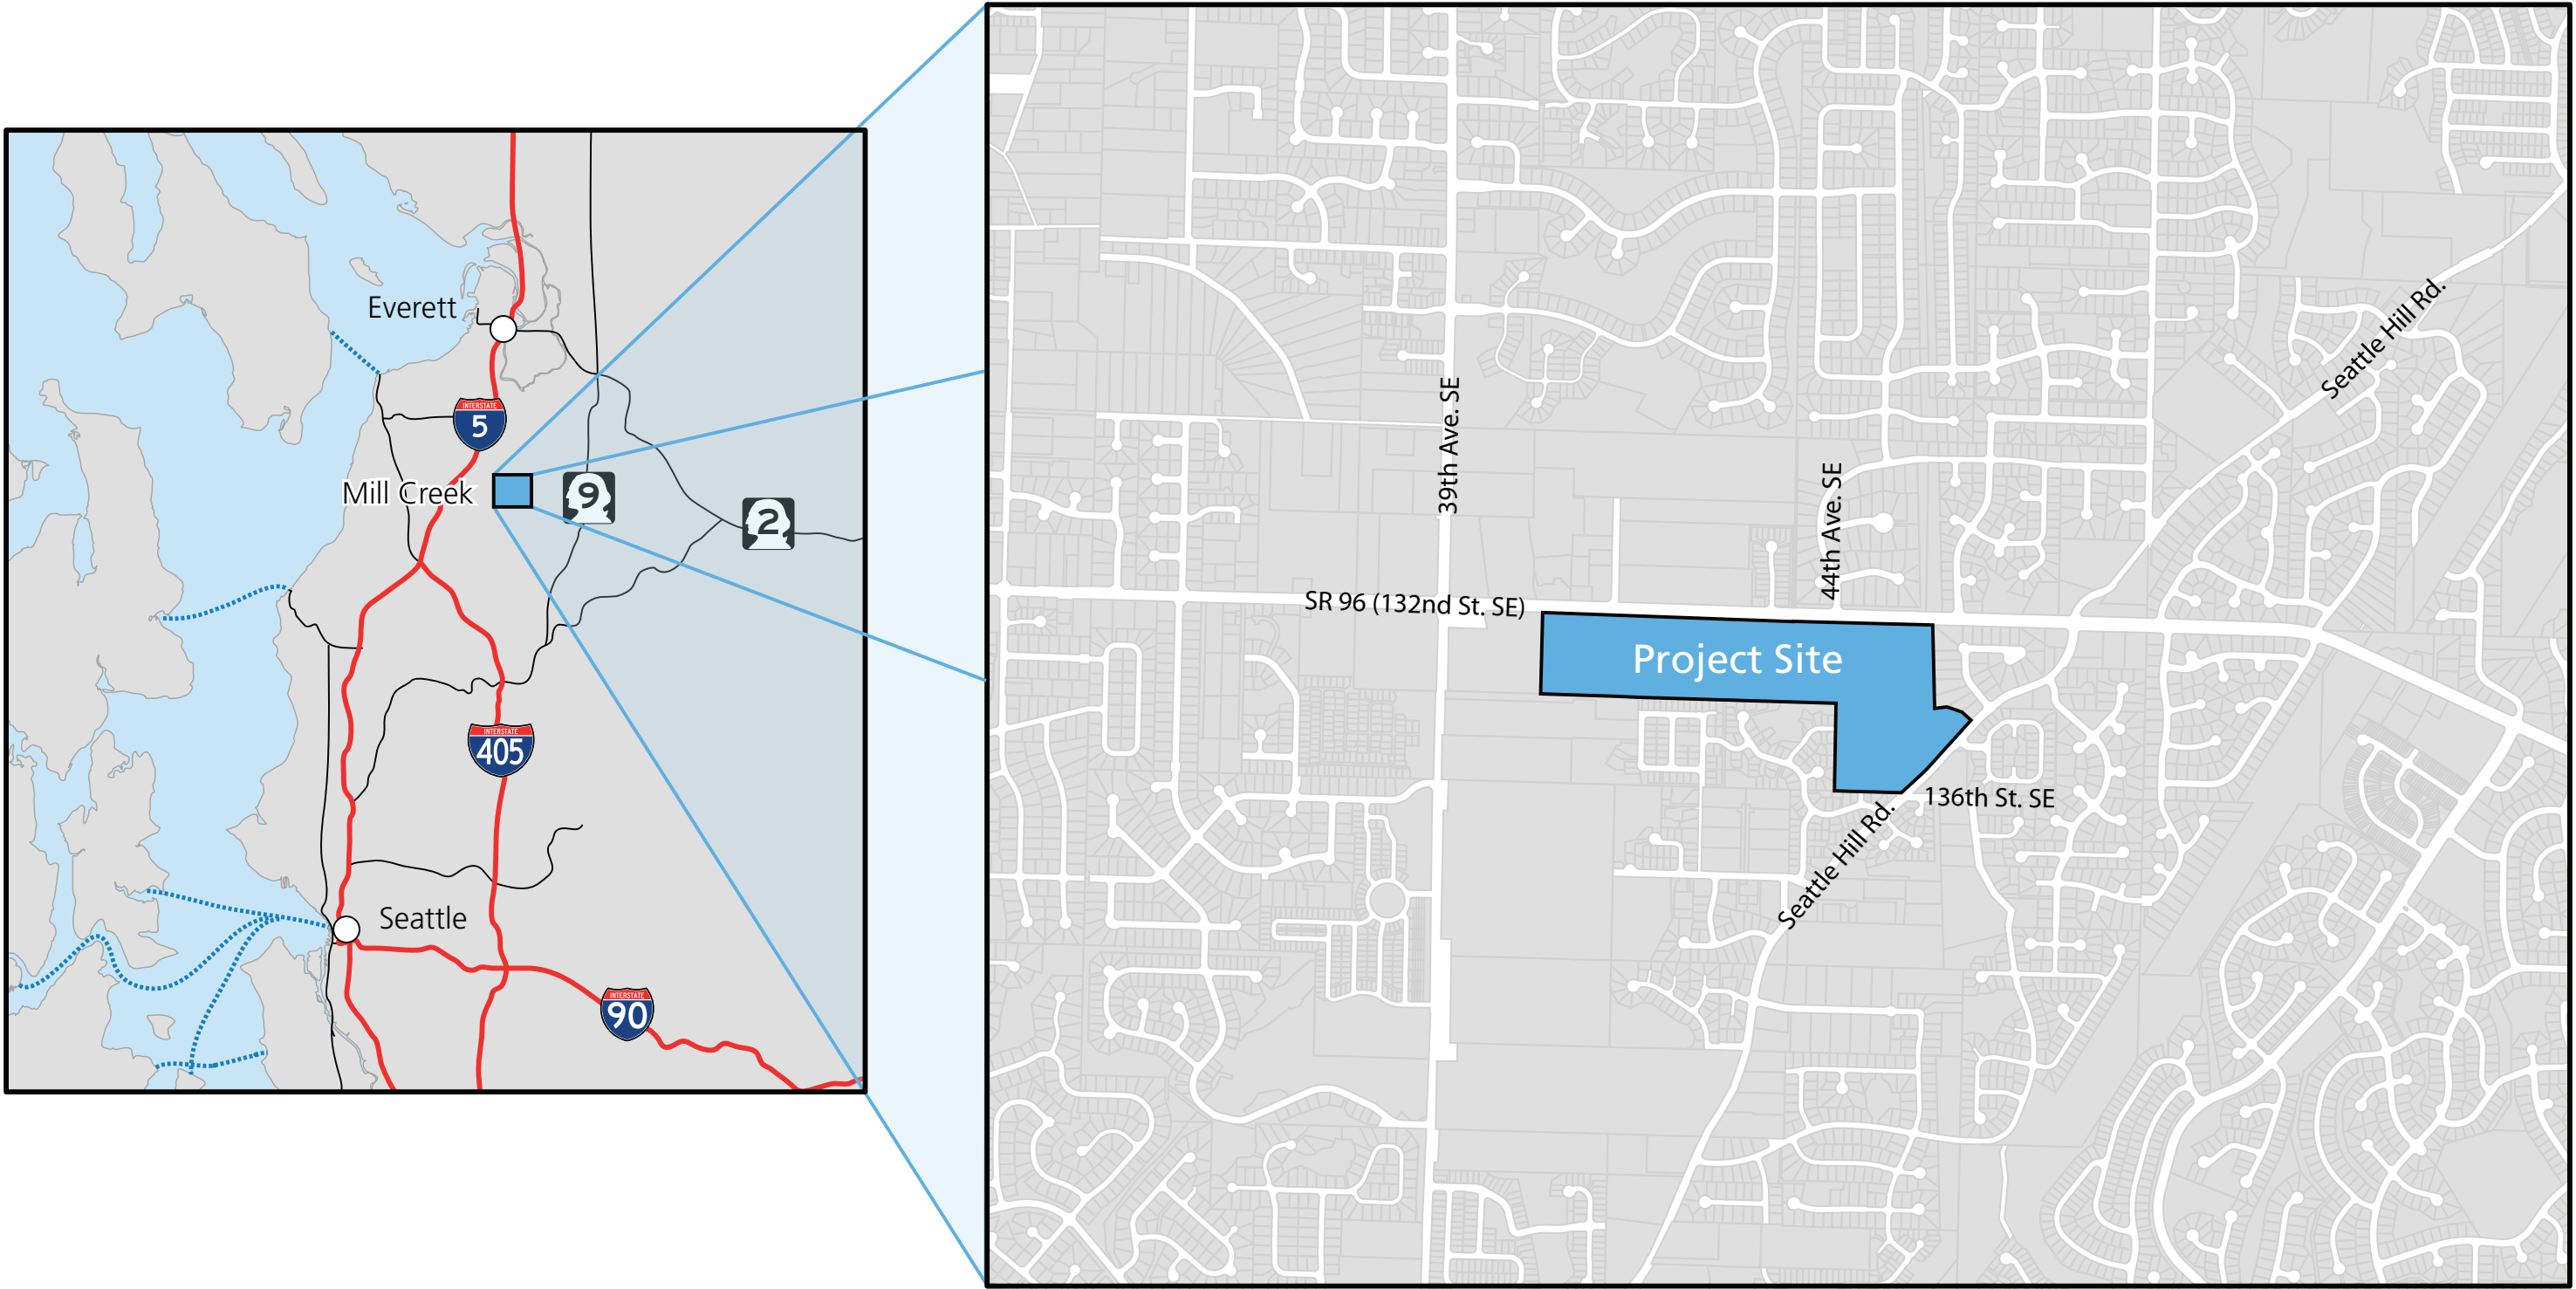 Everett
INTERSTATE
5
Mill Creek
9
2
INTERSTATE
405
Seattle
INTERSTATE
90
Seattle Hill Rd.
39th Ave. SE
44th Ave. SE
SR 96 (132nd St. SE)
Project Site
136th St. SE
Seattle Hill Rd.